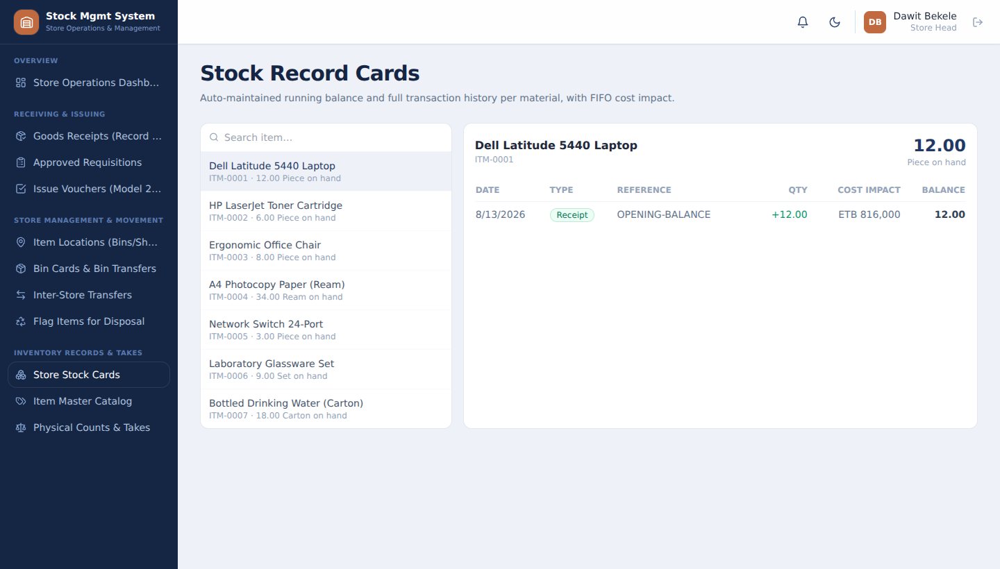 Stock Mgmt System
Store Operations & Management
OVERVIEW
Store Operations Dashb…
RECEIVING & ISSUING
Goods Receipts (Record …
Approved Requisitions
Issue Vouchers (Model 2…
STORE MANAGEMENT & MOVEMENT
Item Locations (Bins/Sh…
Bin Cards & Bin Transfers
Inter-Store Transfers
Flag Items for Disposal
INVENTORY RECORDS & TAKES
Store Stock Cards
Item Master Catalog
Physical Counts & Takes
DB
Dawit Bekele
Store Head
Stock Record Cards
Auto-maintained running balance and full transaction history per material, with FIFO cost impact.
Search item…
Dell Latitude 5440 Laptop
ITM-0001 · 12.00 Piece on hand
HP LaserJet Toner Cartridge
ITM-0002 · 6.00 Piece on hand
Ergonomic Office Chair
ITM-0003 · 8.00 Piece on hand
A4 Photocopy Paper (Ream)
ITM-0004 · 34.00 Ream on hand
Network Switch 24-Port
ITM-0005 · 3.00 Piece on hand
Laboratory Glassware Set
ITM-0006 · 9.00 Set on hand
Bottled Drinking Water (Carton)
ITM-0007 · 18.00 Carton on hand
Dell Latitude 5440 Laptop
ITM-0001
12.00
Piece on hand
DATE TYPE REFERENCE QTY COST IMPACT BALANCE
8/13/2026 Receipt OPENING-BALANCE +12.00 ETB 816,000 12.00